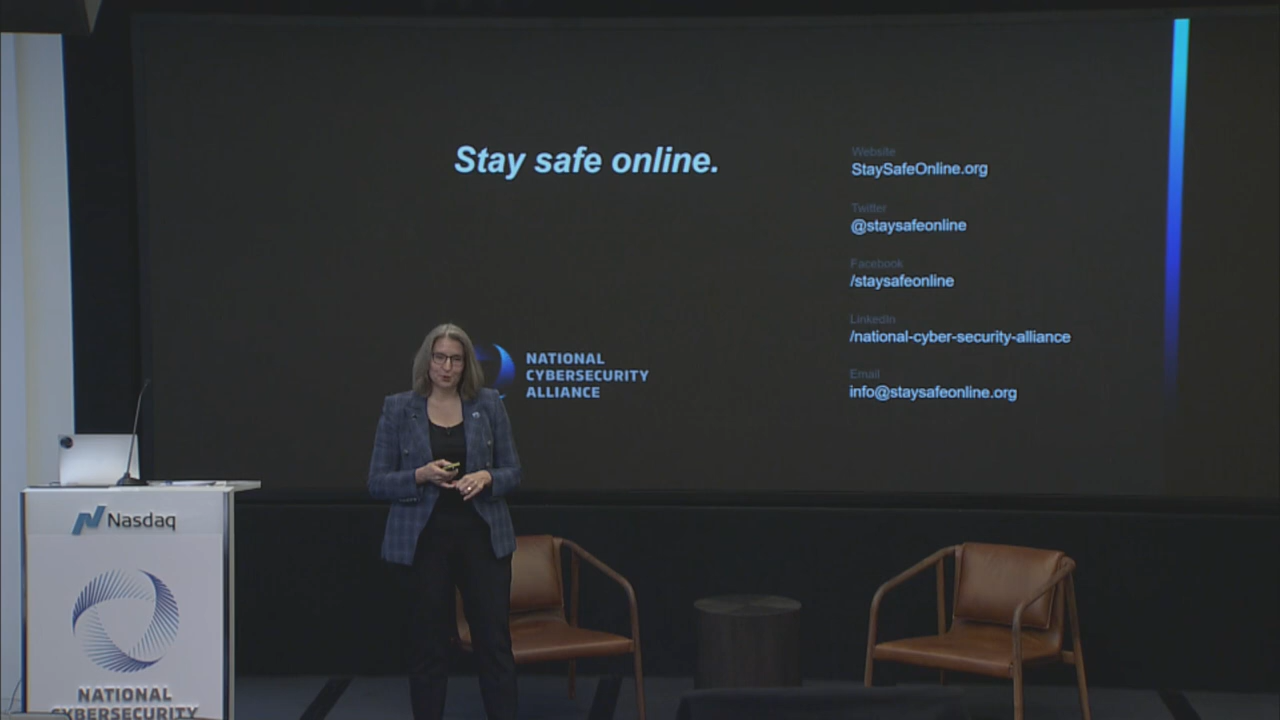 Stay safe online.
Website
StaySafeOnline.org
Twitter
@staysafeonline
Facebook
/staysafeonline
LinkedIn
/national-cyber-security-alliance
Email
info@staysafeonline.org
NATIONAL
CYBERSECURITY
ALLIANCE
Nasdaq
NATIONAL
CYBERSECURITY